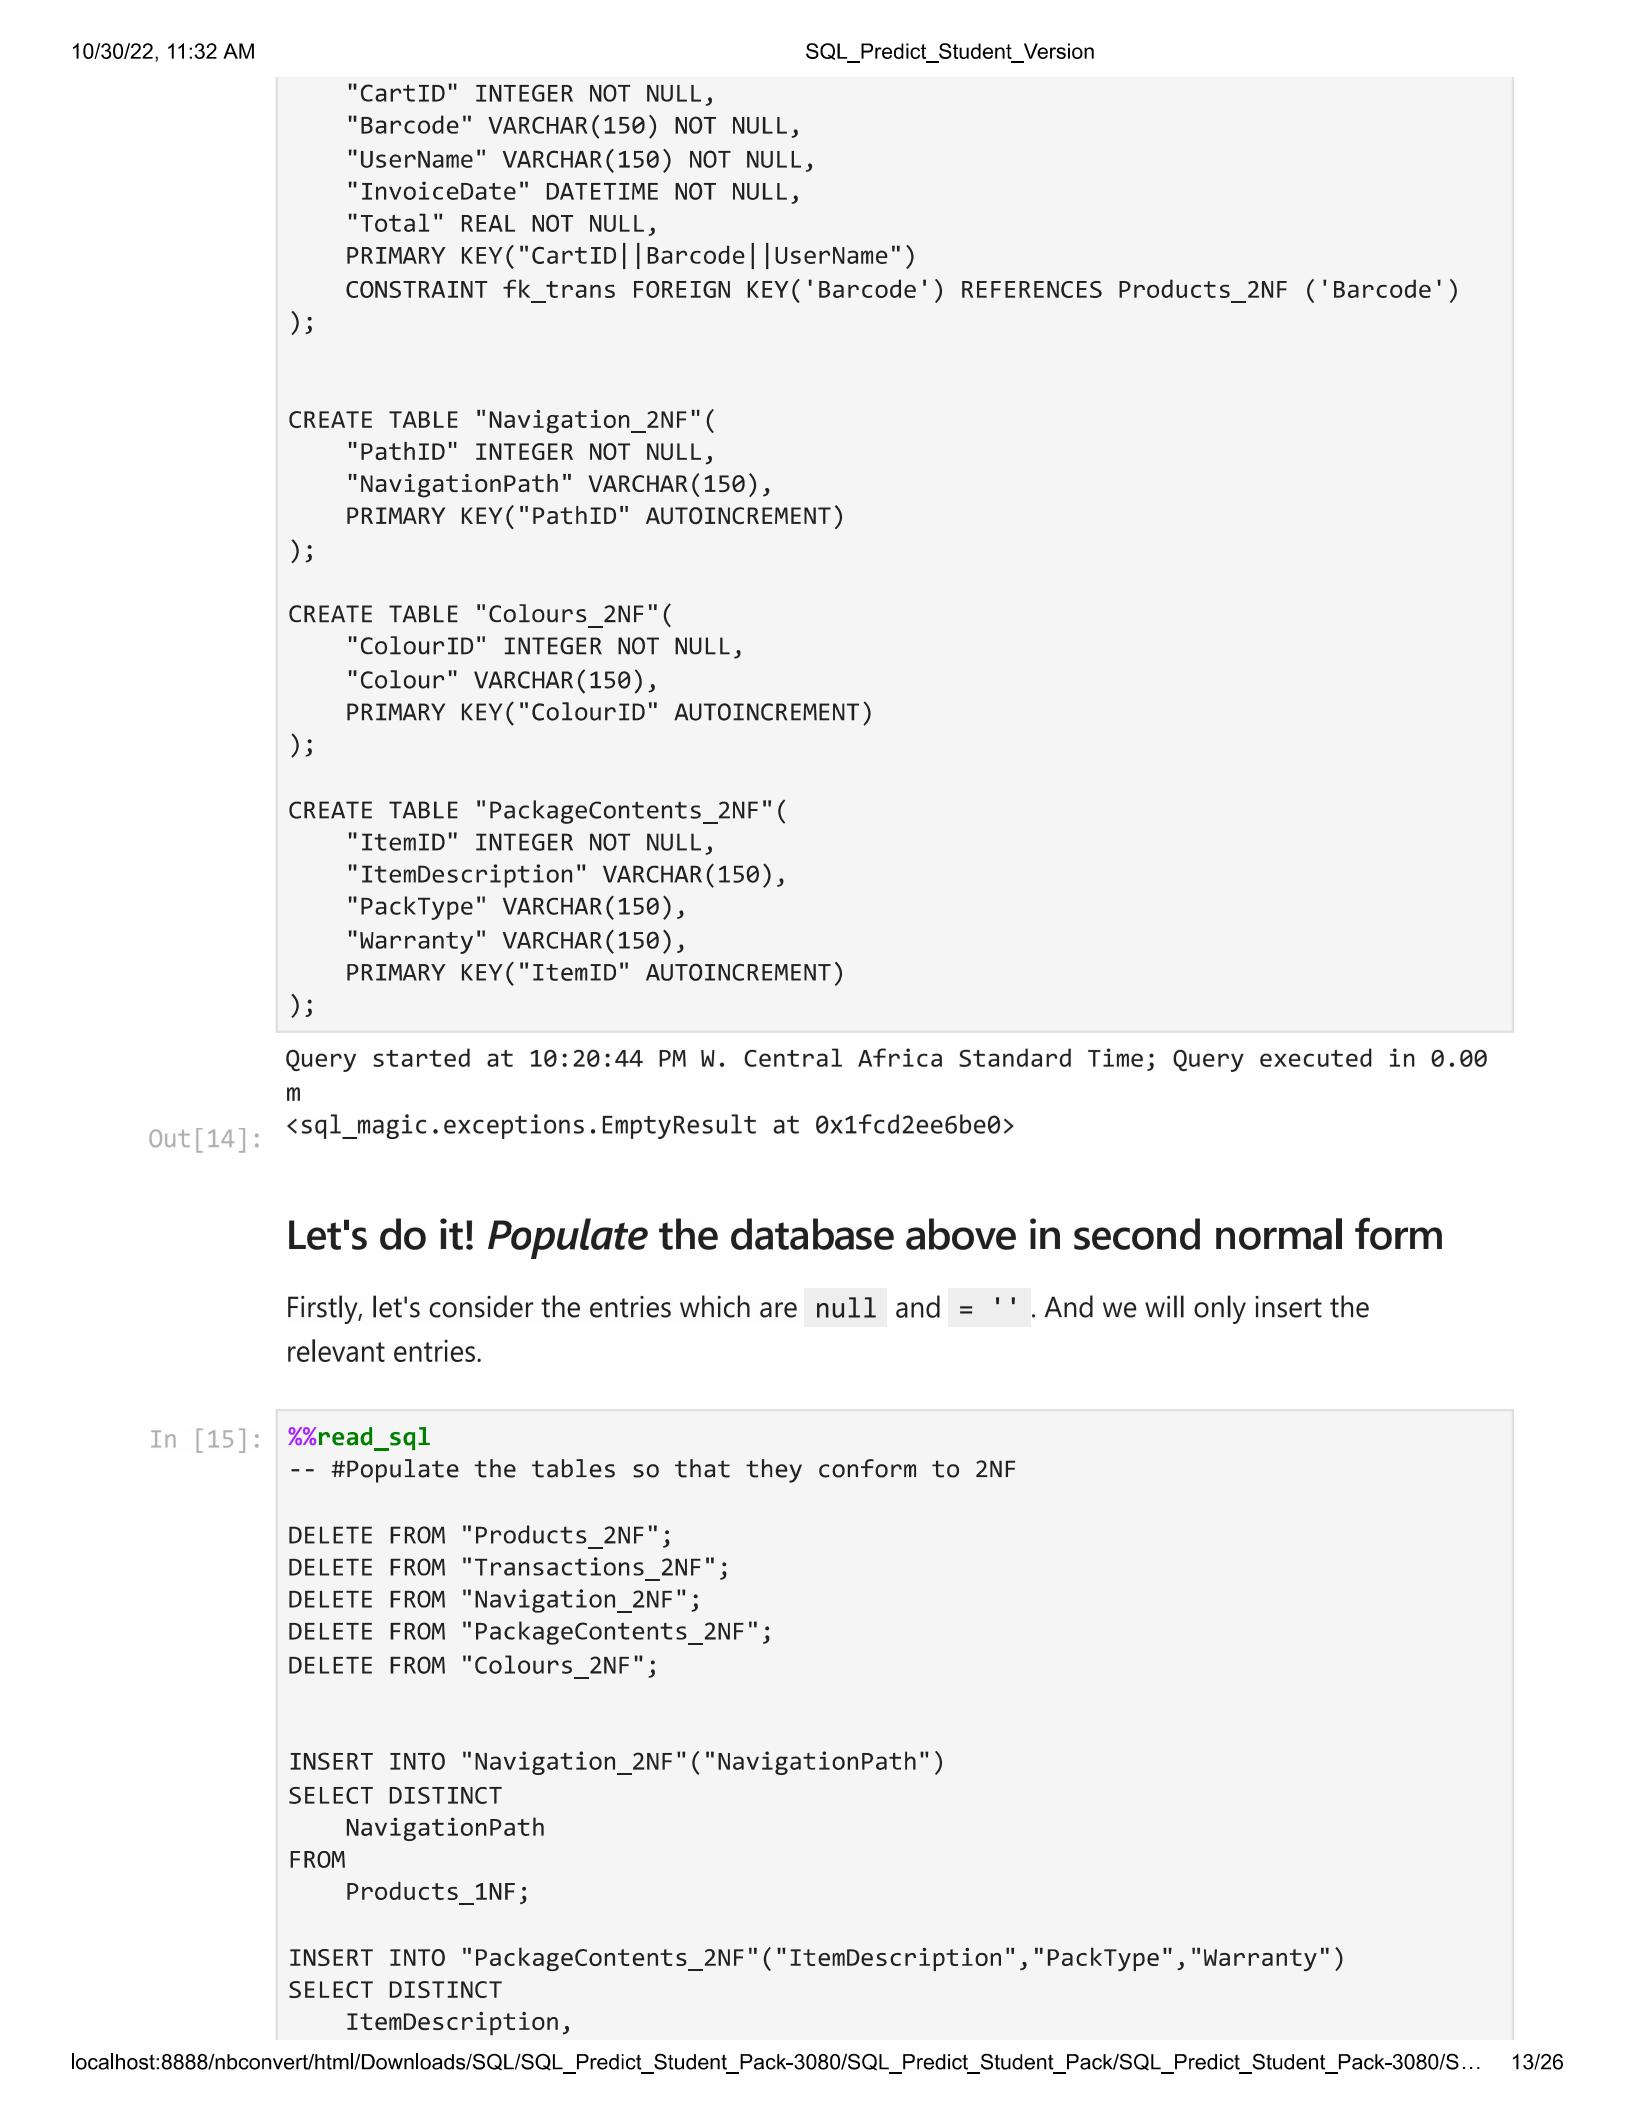 10/30/22, 11:32 AM SQL_Predict_Student_Version
"CartID" INTEGER NOT NULL,
"Barcode" VARCHAR(150) NOT NULL,
"UserName" VARCHAR(150) NOT NULL,
"InvoiceDate" DATETIME NOT NULL,
"Total" REAL NOT NULL,
PRIMARY KEY("CartID||Barcode||UserName")
CONSTRAINT fk_trans FOREIGN KEY('Barcode') REFERENCES Products_2NF ('Barcode')
);
CREATE TABLE "Navigation_2NF"(
"PathID" INTEGER NOT NULL,
"NavigationPath" VARCHAR(150),
PRIMARY KEY("PathID" AUTOINCREMENT)
);
CREATE TABLE "Colours_2NF"(
"ColourID" INTEGER NOT NULL,
"Colour" VARCHAR(150),
PRIMARY KEY("ColourID" AUTOINCREMENT)
);
CREATE TABLE "PackageContents_2NF"(
"ItemID" INTEGER NOT NULL,
"ItemDescription" VARCHAR(150),
"PackType" VARCHAR(150),
"Warranty" VARCHAR(150),
PRIMARY KEY("ItemID" AUTOINCREMENT)
);
Query started at 10:20:44 PM W. Central Africa Standard Time; Query executed in 0.00
m
Out[14]: <sql_magic.exceptions.EmptyResult at 0x1fcd2ee6be0>
Let's do it! Populate the database above in second normal form
Firstly, let's consider the entries which are null and = ''. And we will only insert the
relevant entries.
In [15]: %%read_sql
-- #Populate the tables so that they conform to 2NF
DELETE FROM "Products_2NF";
DELETE FROM "Transactions_2NF";
DELETE FROM "Navigation_2NF";
DELETE FROM "PackageContents_2NF";
DELETE FROM "Colours_2NF";
INSERT INTO "Navigation_2NF"("NavigationPath")
SELECT DISTINCT
NavigationPath
FROM
Products_1NF;
INSERT INTO "PackageContents_2NF"("ItemDescription","PackType","Warranty")
SELECT DISTINCT
ItemDescription,
localhost:8888/nbconvert/html/Downloads/SQL/SQL_Predict_Student_Pack-3080/SQL_Predict_Student_Pack/SQL_Predict_Student_Pack-3080/S… 13/26